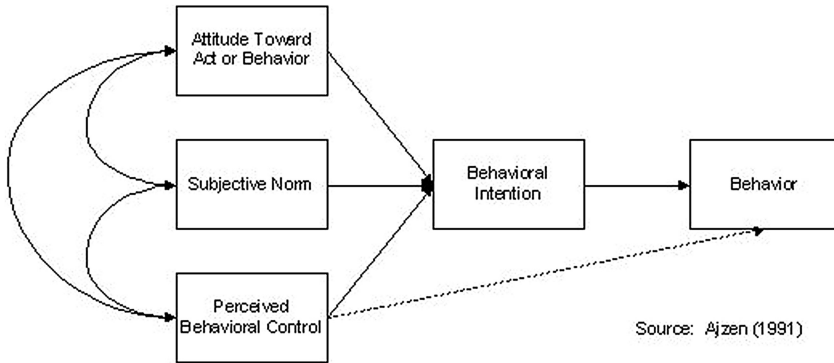 Attitude Toward
Act or Behavior
Subjective Norm
Behavioral
Intention
Behavior
Perceived
Behavioral Control
Source: Ajzen (1991)